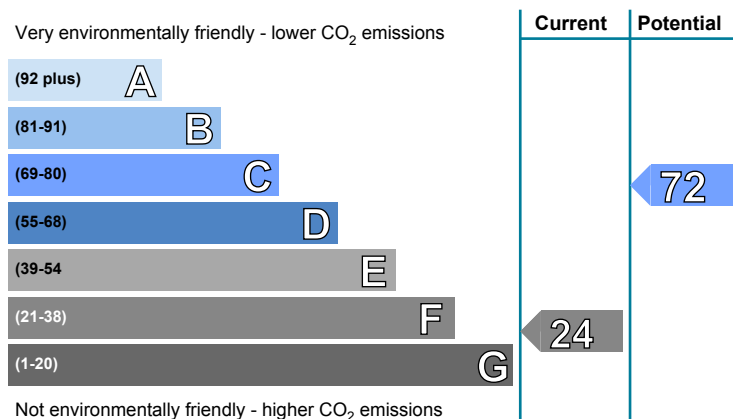 Current Potential
Very environmentally friendly - lower CO₂ emissions
(92 plus) A
(81-91) B
(69-80) C
72
(55-68) D
(39-54 E
(21-38) F
24
(1-20) G
Not environmentally friendly - higher CO₂ emissions